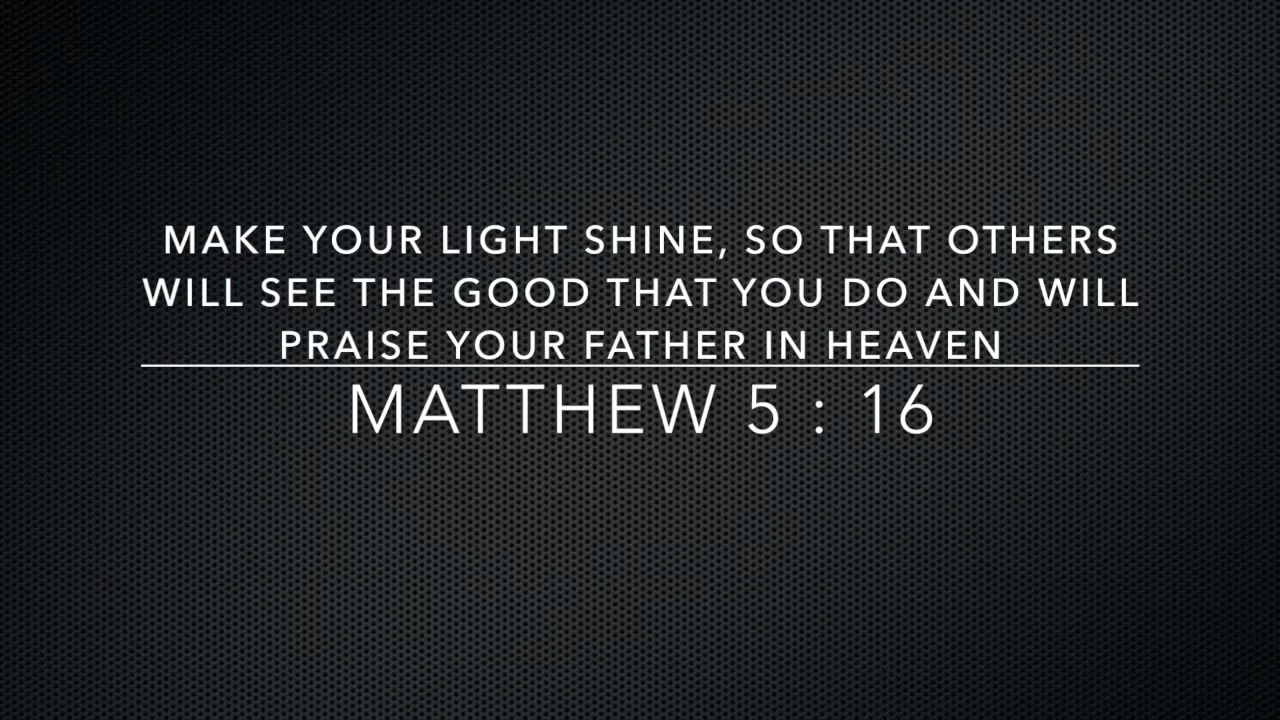 MAKE YOUR LIGHT SHINE, SO THAT OTHERS
WILL SEE THE GOOD THAT YOU DO AND WILL
PRAISE YOUR FATHER IN HEAVEN
MATTHEW 5 : 16